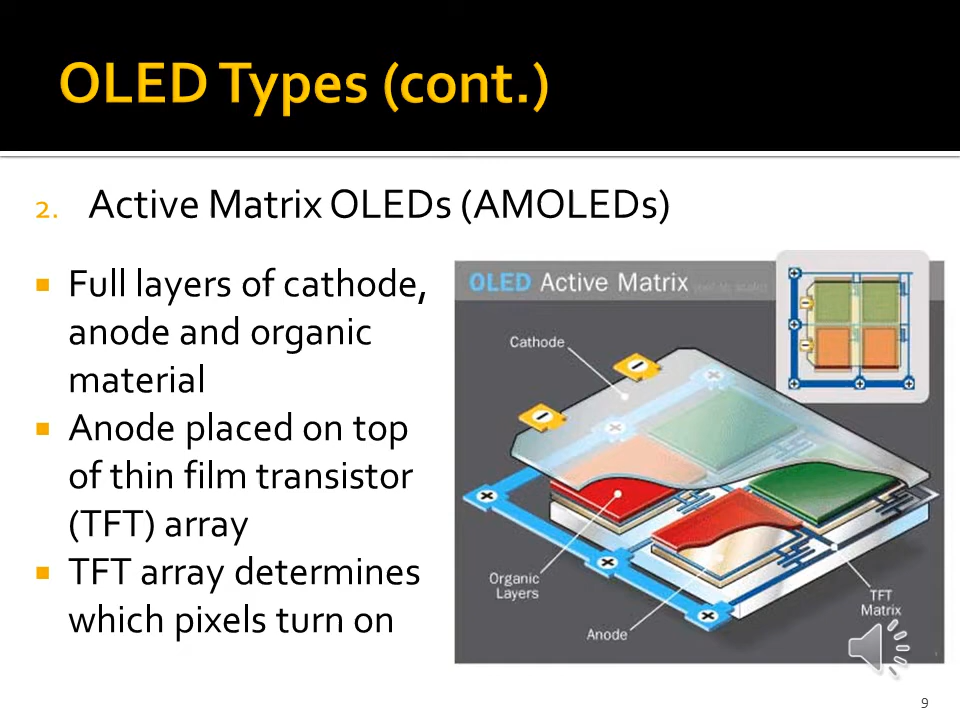 OLED Types (cont.)
2. Active Matrix OLEDs (AMOLEDs)
Full layers of cathode,
anode and organic
material
Anode placed on top
of thin film transistor
(TFT) array
TFT array determines
which pixels turn on
OLED Active Matrix
Cathode
Organic
Layers
Anode
TFT
Matrix
9